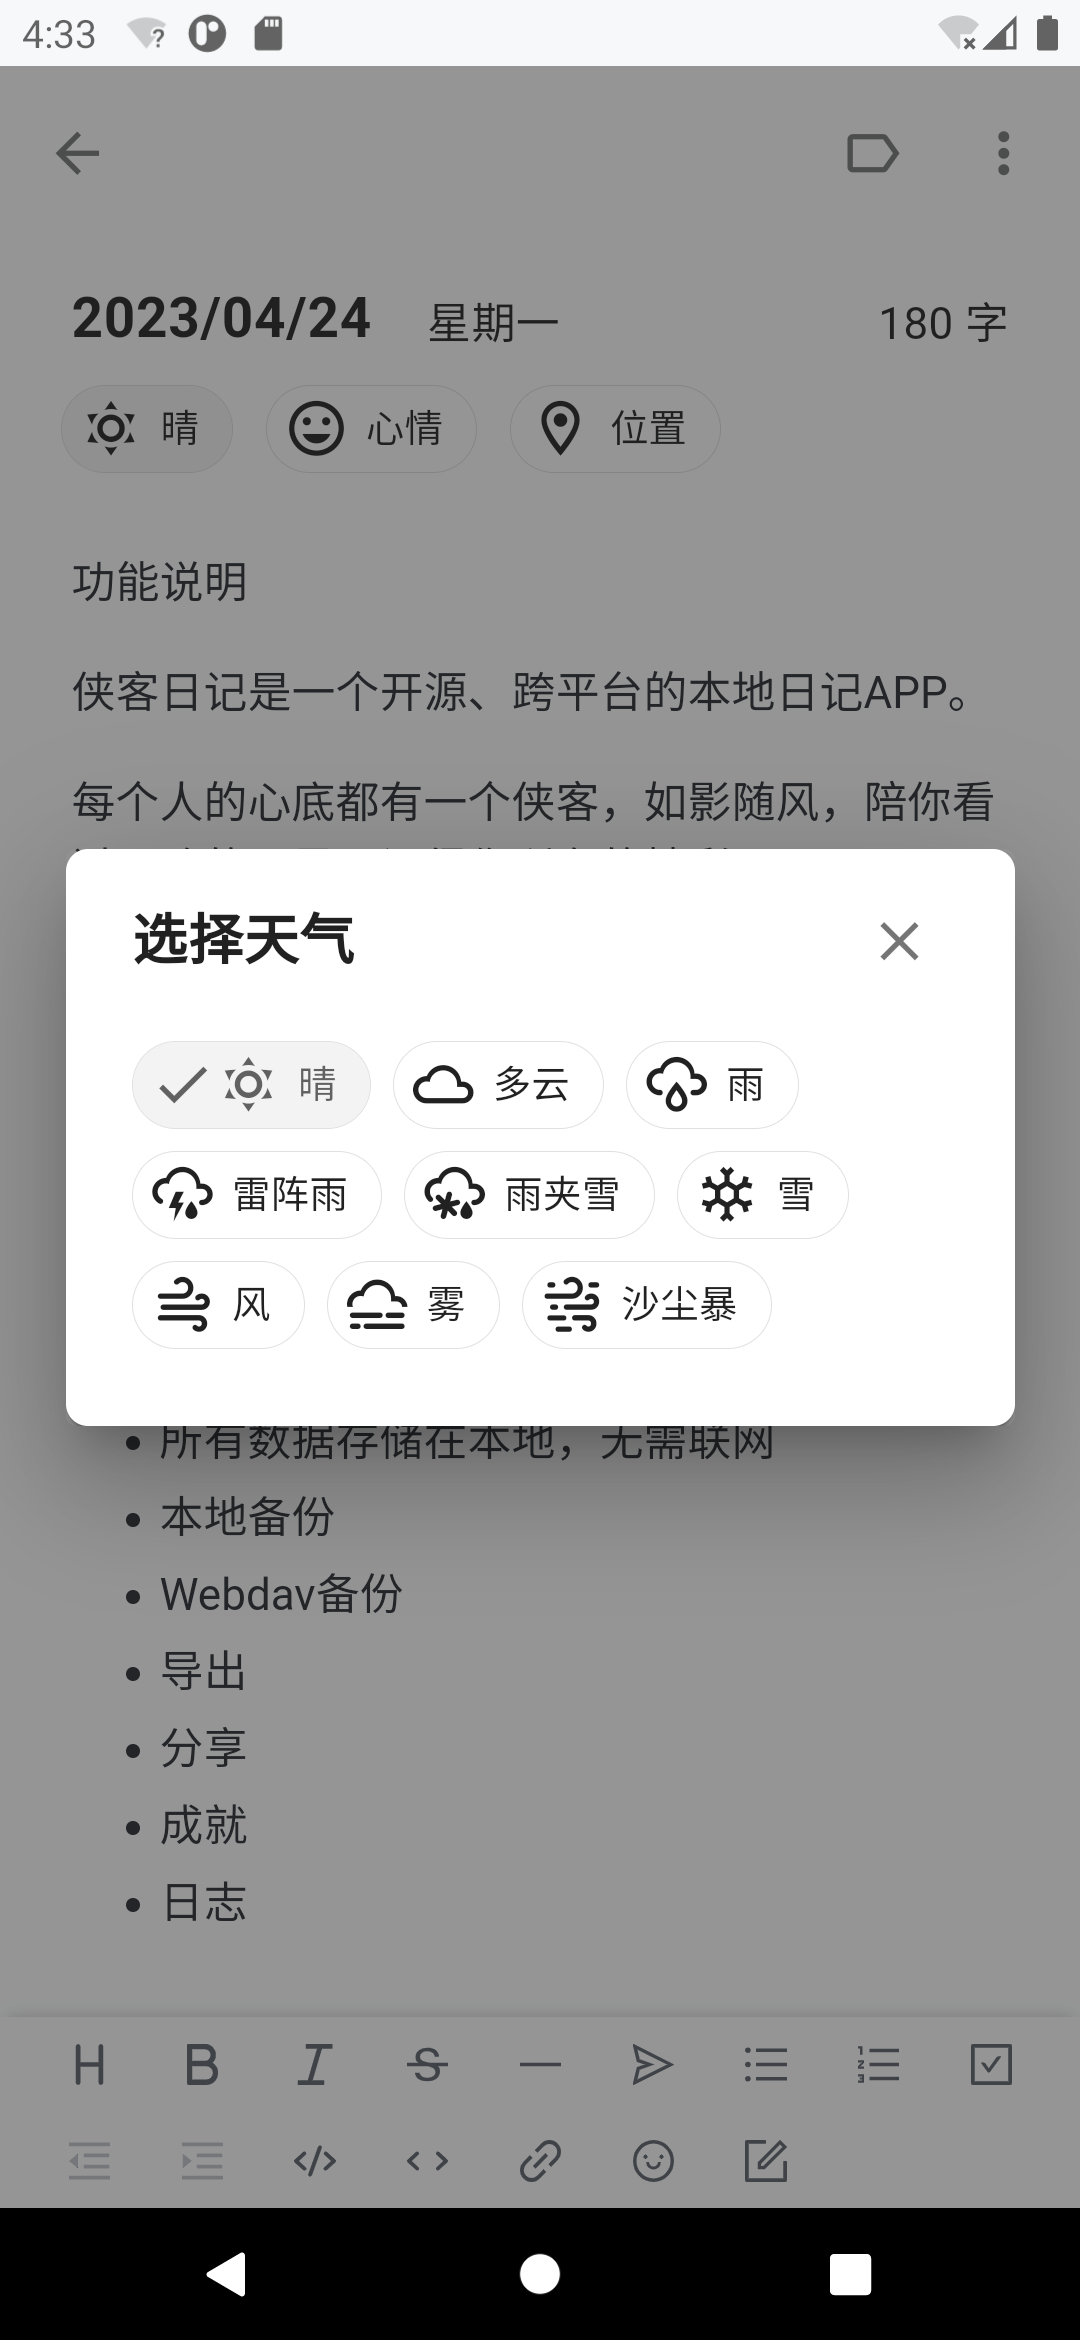 4:33
2023/04/24 星期一 180 字
晴 心情 位置
功能说明
侠客日记是一个开源、跨平台的本地日记APP。
每个人的心底都有一个侠客，如影随风，陪你看
选择天气
晴 多云 雨
雷阵雨 雨夹雪 雪
风 雾 沙尘暴
所有数据存储在本地，无需联网
本地备份
Webdav备份
导出
分享
成就
日志